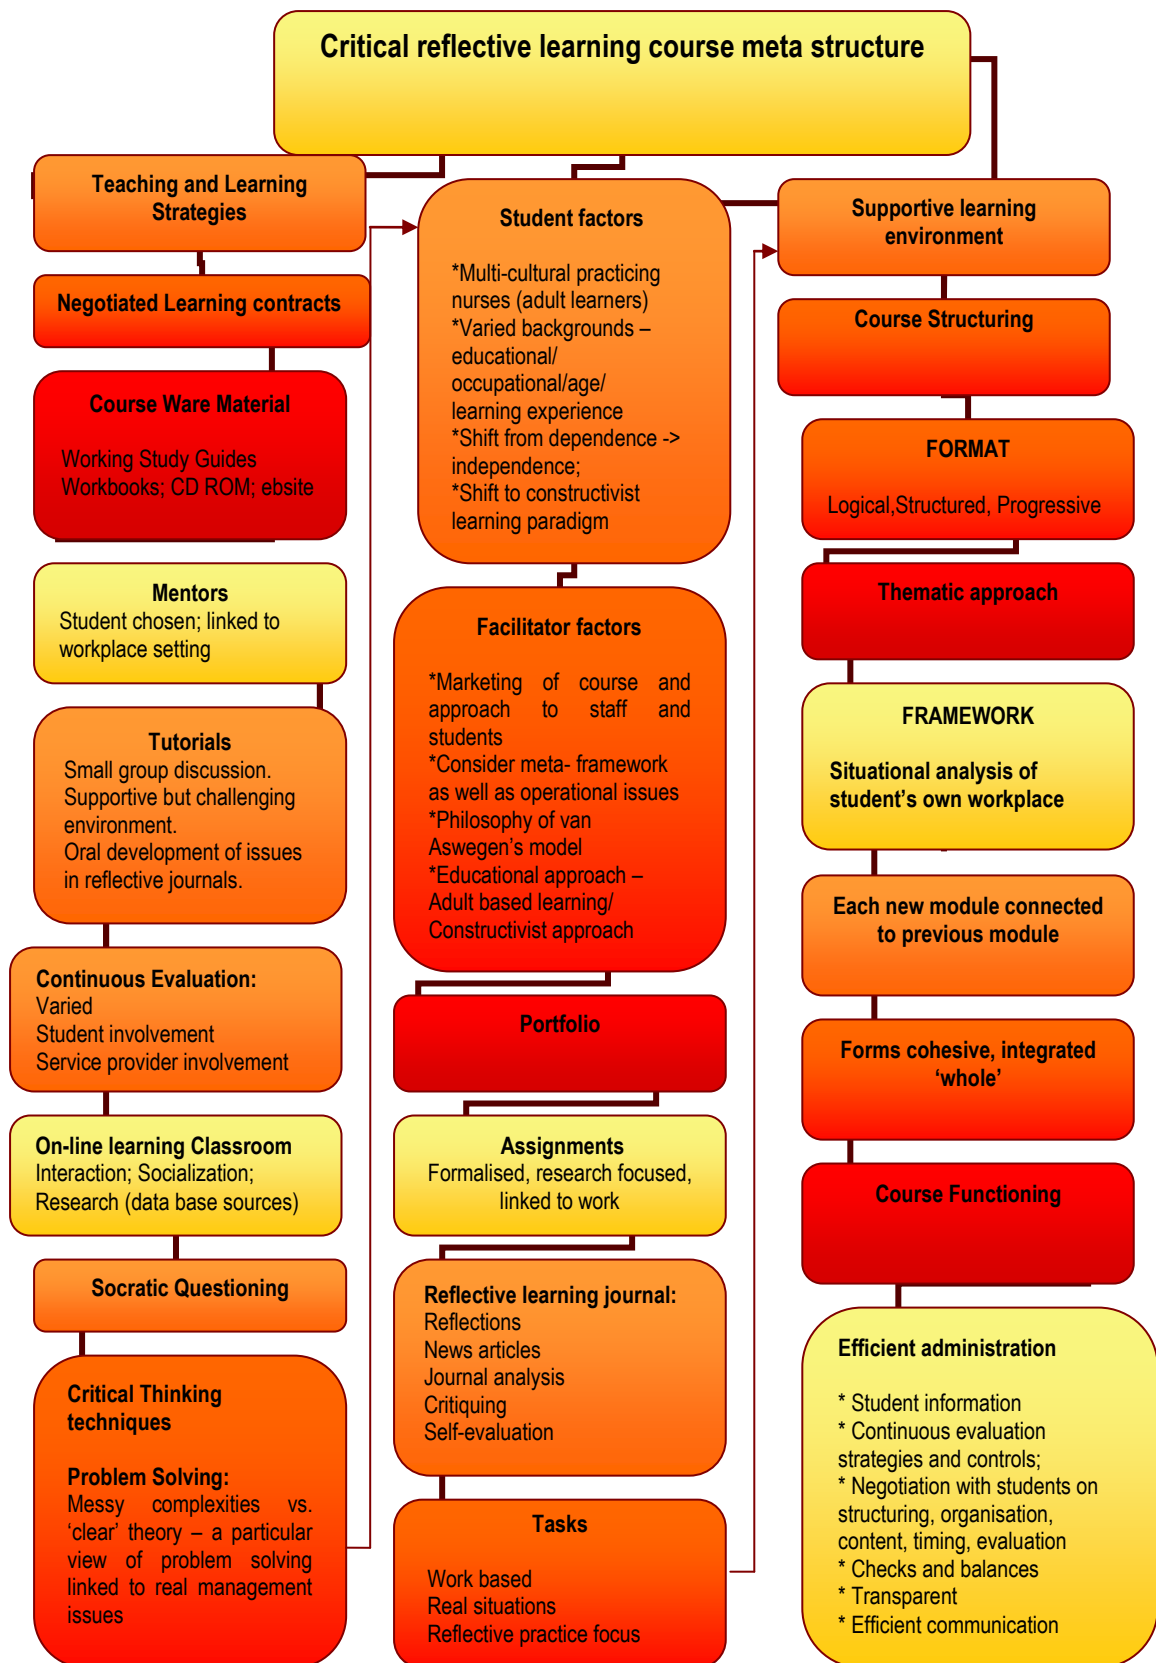 Critical reflective learning course meta structure
Teaching and Learning
Strategies
Negotiated Learning contracts
Course Ware Material
Working Study Guides
Workbooks; CD ROM; ebsite
Mentors
Student chosen; linked to
workplace setting
Tutorials
Small group discussion.
Supportive but challenging
environment.
Oral development of issues
in reflective journals.
Continuous Evaluation:
Varied
Student involvement
Service provider involvement
On-line learning Classroom
Interaction; Socialization;
Research (data base sources)
Socratic Questioning
Critical Thinking
techniques
Problem Solving:
Messy complexities vs.
‘clear’ theory – a particular
view of problem solving
linked to real management
issues
Student factors
*Multi-cultural practicing
nurses (adult learners)
*Varied backgrounds –
educational/
occupational/age/
learning experience
*Shift from dependence ->
independence;
*Shift to constructivist
learning paradigm
Facilitator factors
*Marketing of course and
approach to staff and
students
*Consider meta- framework
as well as operational issues
*Philosophy of van
Aswegen’s model
*Educational approach –
Adult based learning/
Constructivist approach
Portfolio
Assignments
Formalised, research focused,
linked to work
Reflective learning journal:
Reflections
News articles
Journal analysis
Critiquing
Self-evaluation
Tasks
Work based
Real situations
Reflective practice focus
Supportive learning
environment
Course Structuring
FORMAT
Logical,Structured, Progressive
Thematic approach
FRAMEWORK
Situational analysis of
student’s own workplace
Each new module connected
to previous module
Forms cohesive, integrated
‘whole’
Course Functioning
Efficient administration
* Student information
* Continuous evaluation
strategies and controls;
* Negotiation with students on
structuring, organisation,
content, timing, evaluation
* Checks and balances
* Transparent
* Efficient communication